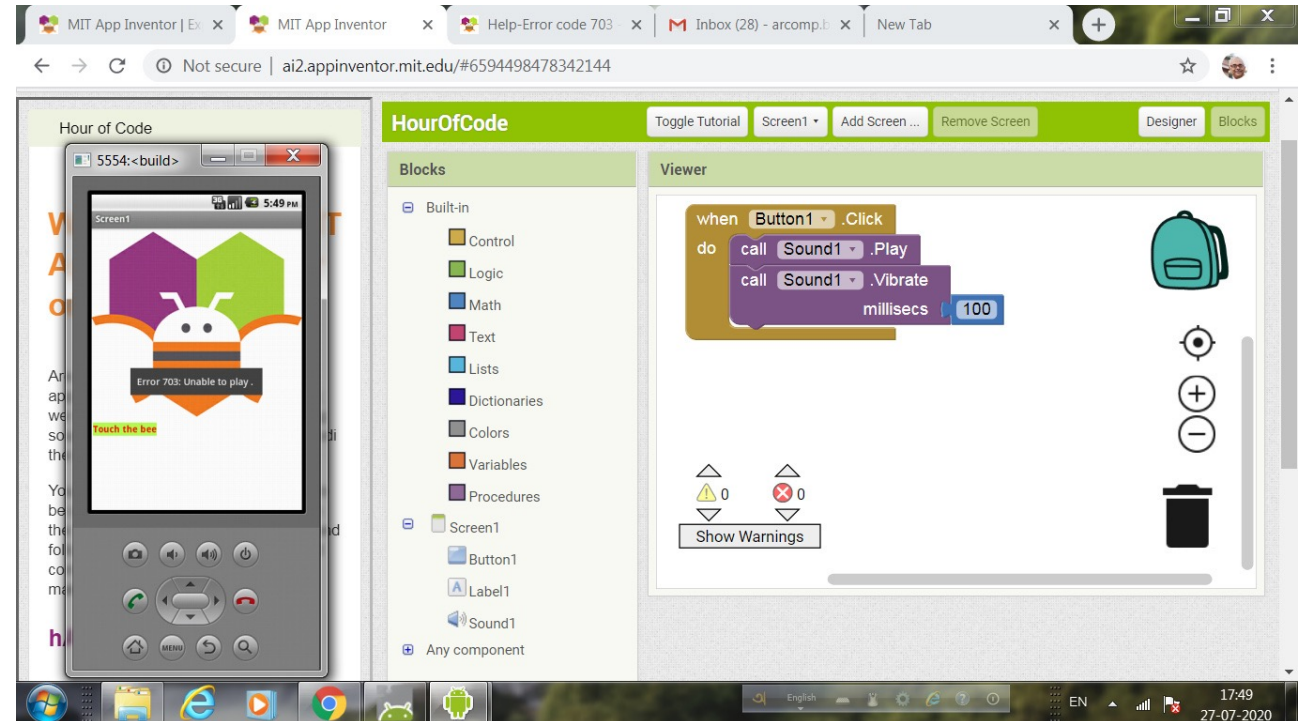 MIT App Inventor | Ex
MIT App Inventor
Help-Error code 703 -
Inbox (28) - arcomp.b
New Tab
Not secure | ai2.appinventor.mit.edu/#6594498478342144
Hour of Code
5554:<build>
5:49 PM
Screen1
Error 703: Unable to play .
Touch the bee
HourOfCode
Toggle Tutorial
Screen1
Add Screen ...
Remove Screen
Designer
Blocks
Blocks
Built-in
Control
Logic
Math
Text
Lists
Dictionaries
Colors
Variables
Procedures
Screen1
Button1
Label1
Sound1
Any component
Viewer
when Button1 .Click
do call Sound1 .Play
call Sound1 .Vibrate
millisecs 100
0 0
Show Warnings
MENU
English
EN
17:49
27-07-2020